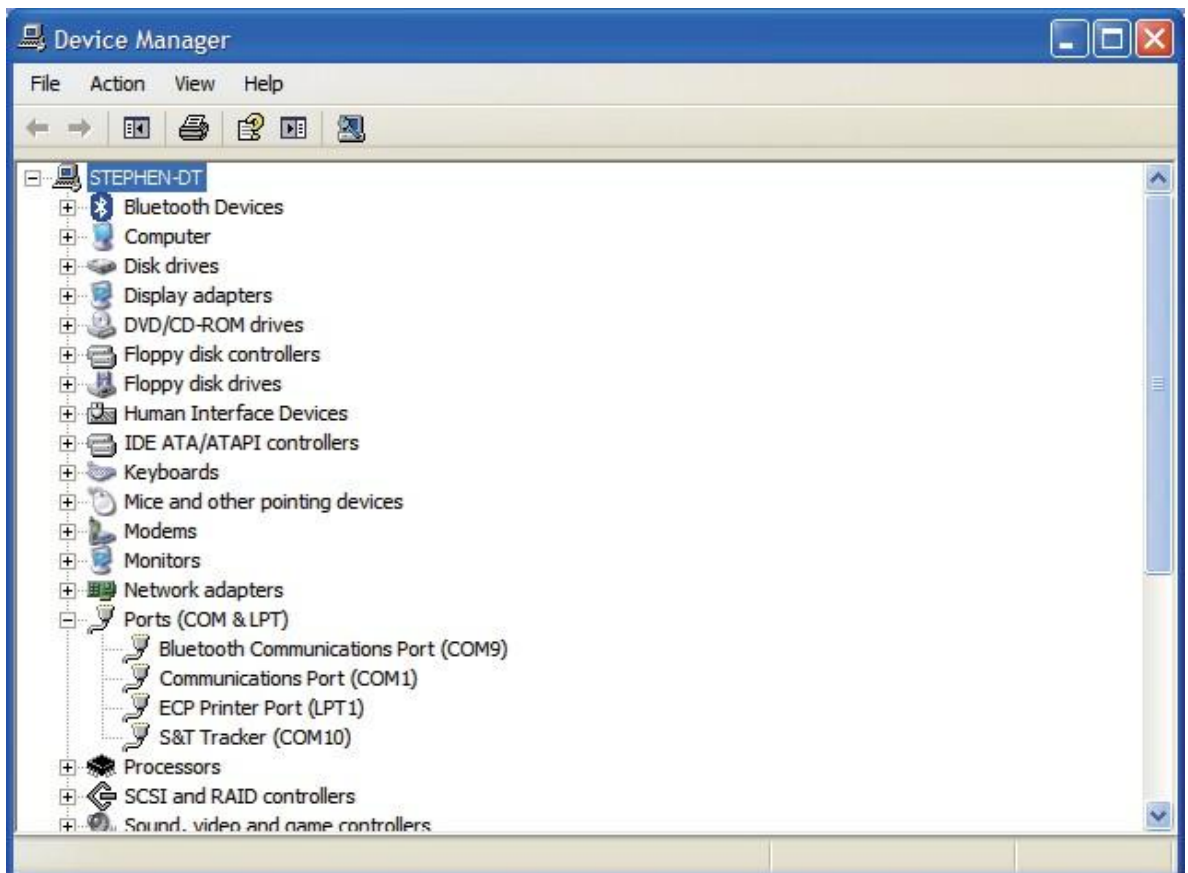 Device Manager
File Action View Help
STEPHEN-DT
Bluetooth Devices
Computer
Disk drives
Display adapters
DVD/CD-ROM drives
Floppy disk controllers
Floppy disk drives
Human Interface Devices
IDE ATA/ATAPI controllers
Keyboards
Mice and other pointing devices
Modems
Monitors
Network adapters
Ports (COM & LPT)
Bluetooth Communications Port (COM9)
Communications Port (COM1)
ECP Printer Port (LPT1)
S&T Tracker (COM10)
Processors
SCSI and RAID controllers
Sound, video and game controllers